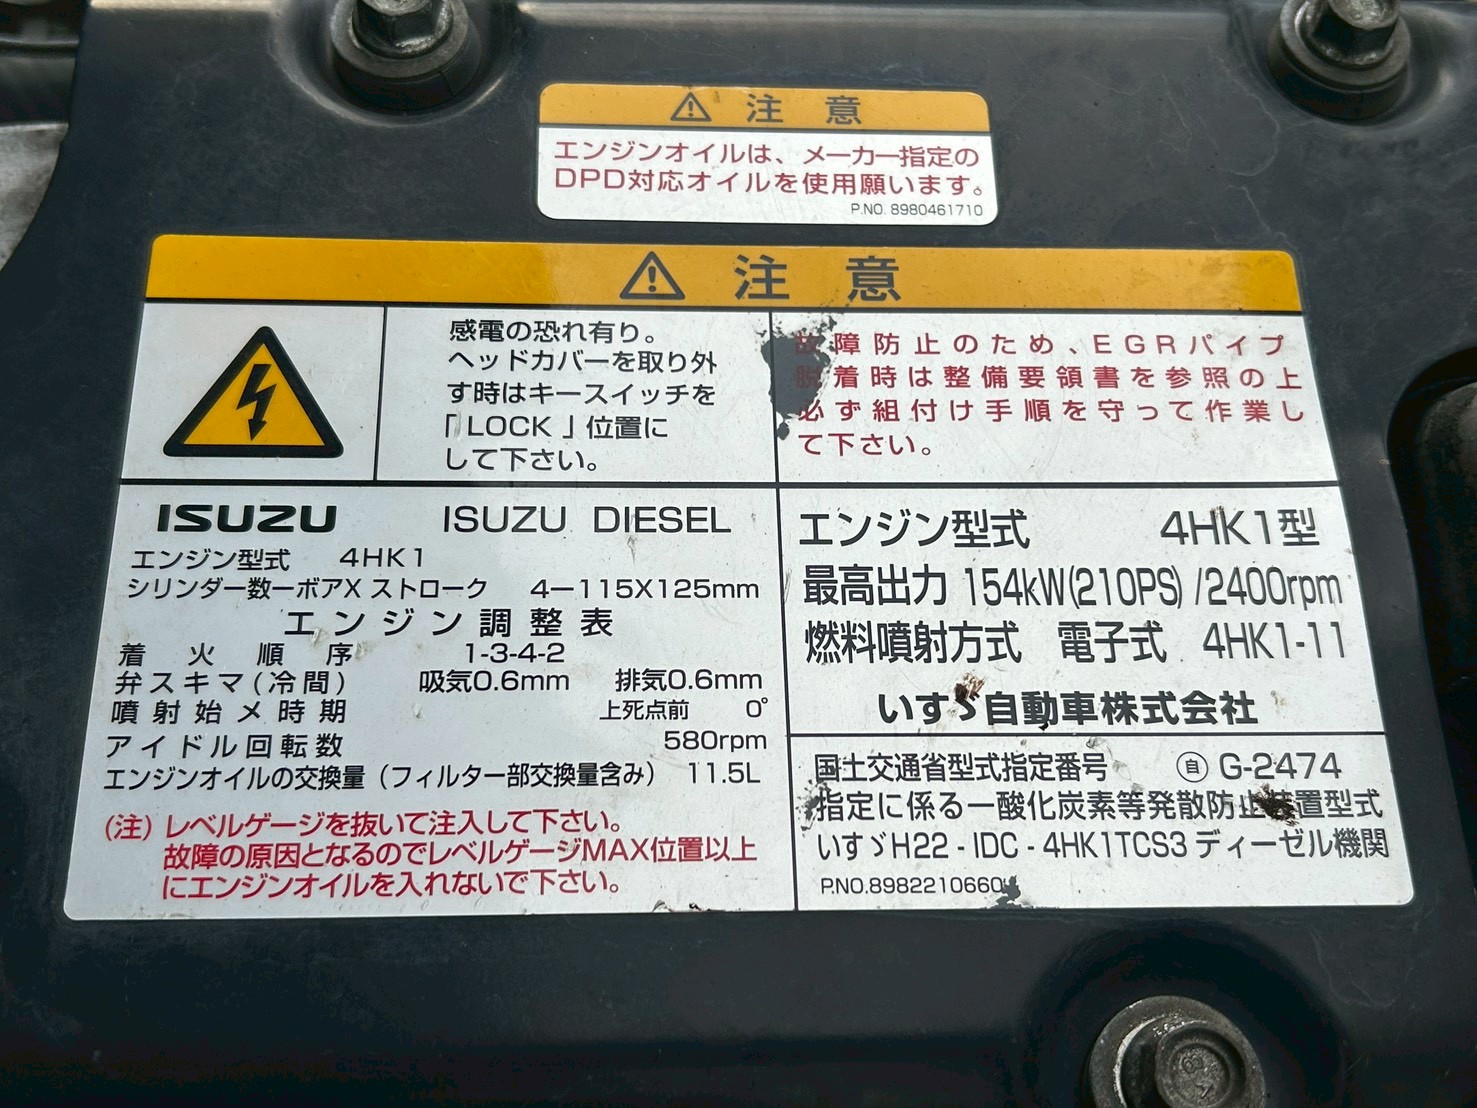 ⚠ 注 意
エンジンオイルは、メーカー指定の
DPD対応オイルを使用願います。
P.NO. 8980461710
⚠ 注 意
感電の恐れ有り。
ヘッドカバーを取り外
す時はキースイッチを
「LOCK」位置に
して下さい。
故障防止のため、EGRパイプ
脱着時は整備要領書を参照の上
必ず組付け手順を守って作業し
て下さい。
ISUZU ISUZU DIESEL
エンジン型式 4HK1
シリンダー数ーボアX ストローク 4－115X125mm
エンジン調整表
着火順序 1-3-4-2
弁スキマ(冷間) 吸気0.6mm 排気0.6mm
噴射始メ時期 上死点前 0°
アイドル回転数 580rpm
エンジンオイルの交換量（フィルター部交換量含み） 11.5L
(注) レベルゲージを抜いて注入して下さい。
故障の原因となるのでレベルゲージMAX位置以上
にエンジンオイルを入れないで下さい。
エンジン型式 4HK1型
最高出力 154kW(210PS) /2400rpm
燃料噴射方式 電子式 4HK1-11
いすゞ自動車株式会社
国土交通省型式指定番号 ㊀自 G-2474
指定に係る一酸化炭素等発散防止装置型式
いすゞH22 - IDC - 4HK1TCS3 ディーゼル機関
P.NO.8982210660